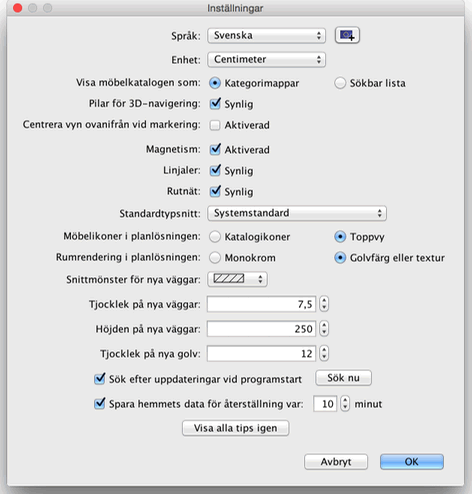 Inställningar
Språk: Svenska
Enhet: Centimeter
Visa möbelkatalogen som: Kategorimappar Sökbar lista
Pilar för 3D-navigering: Synlig
Centrera vyn ovanifrån vid markering: Aktiverad
Magnetism: Aktiverad
Linjaler: Synlig
Rutnät: Synlig
Standardtypsnitt: Systemstandard
Möbelikoner i planlösningen: Katalogikoner Toppvy
Rumrendering i planlösningen: Monokrom Golvfärg eller textur
Snittmönster för nya väggar:
Tjocklek på nya väggar: 7,5
Höjden på nya väggar: 250
Tjocklek på nya golv: 12
Sök efter uppdateringar vid programstart Sök nu
Spara hemmets data för återställning var: 10 minut
Visa alla tips igen
Avbryt OK